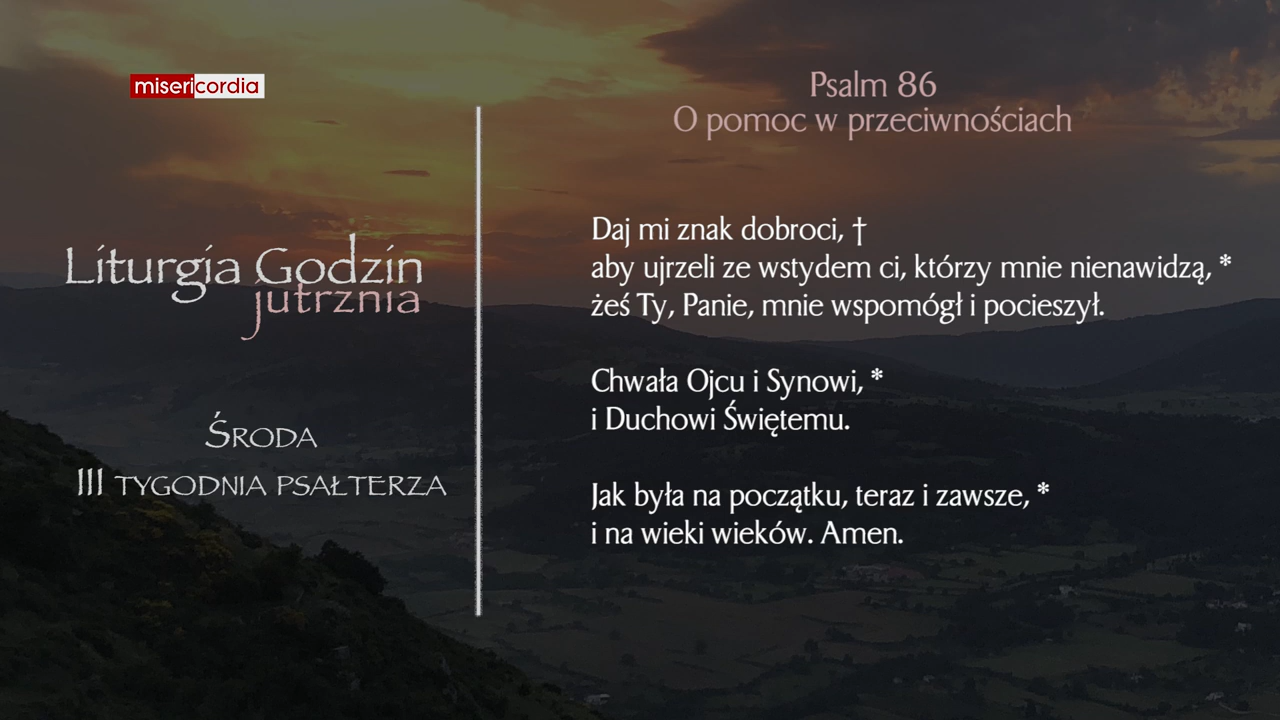 misericordia
Liturgia Godzin
jutrznia
Środa
III tygodnia psałterza
Psalm 86
O pomoc w przeciwnościach
Daj mi znak dobroci, †
aby ujrzeli ze wstydem ci, którzy mnie nienawidzą, *
żeś Ty, Panie, mnie wspomógł i pocieszył.
Chwała Ojcu i Synowi, *
i Duchowi Świętemu.
Jak była na początku, teraz i zawsze, *
i na wieki wieków. Amen.